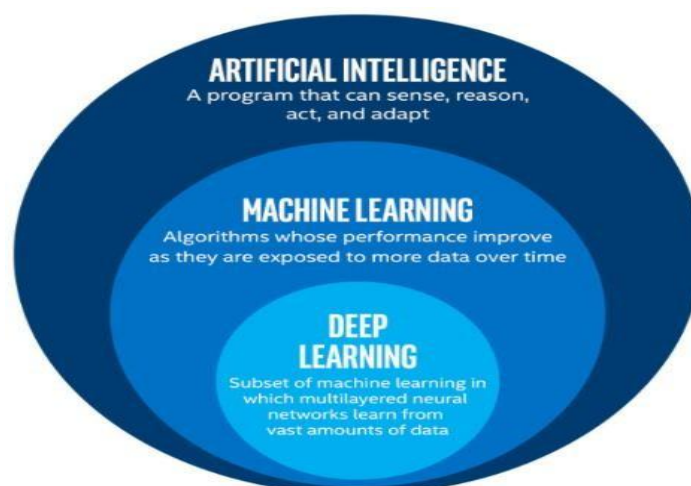 ARTIFICIAL INTELLIGENCE
A program that can sense, reason,
act, and adapt
MACHINE LEARNING
Algorithms whose performance improve
as they are exposed to more data over time
DEEP
LEARNING
Subset of machine learning in
which multilayered neural
networks learn from
vast amounts of data